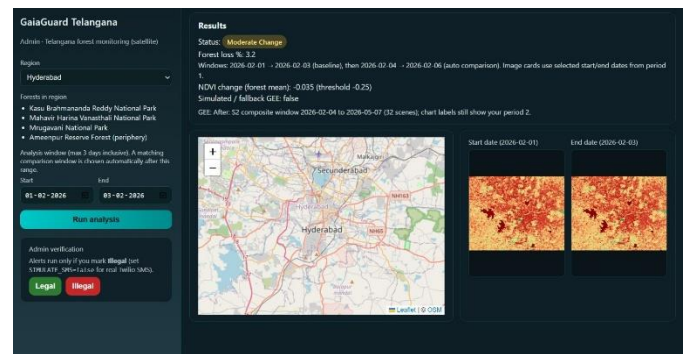 GaiaGuard Telangana
Admin · Telangana forest monitoring (satellite)
Region
Hyderabad
Forests in region
• Kasu Brahmananda Reddy National Park
• Mahavir Harina Vanasthali National Park
• Mrugavani National Park
• Ameenpur Reserve Forest (periphery)
Analysis window (max 3 days inclusive). A matching
comparison window is chosen automatically after this
range.
Start End
01-02-2026 03-02-2026
Run analysis
Admin verification
Alerts run only if you mark Illegal (set
SIMULATE_SMS=false for real Twilio SMS).
Legal Illegal
Results
Status: Moderate Change
Forest loss %: 3.2
Windows: 2026-02-01 → 2026-02-03 (baseline), then 2026-02-04 → 2026-02-06 (auto comparison). Image cards use selected start/end dates from period
1.
NDVI change (forest mean): -0.035 (threshold -0.25)
Simulated / fallback GEE: false
GEE: After: S2 composite window 2026-02-04 to 2026-05-07 (32 scenes); chart labels still show your period 2.
+
−
Malkajgiri
Secunderabad
NH163
Hyderabad
NH65
Leaflet | © OSM
Start date (2026-02-01) End date (2026-02-03)